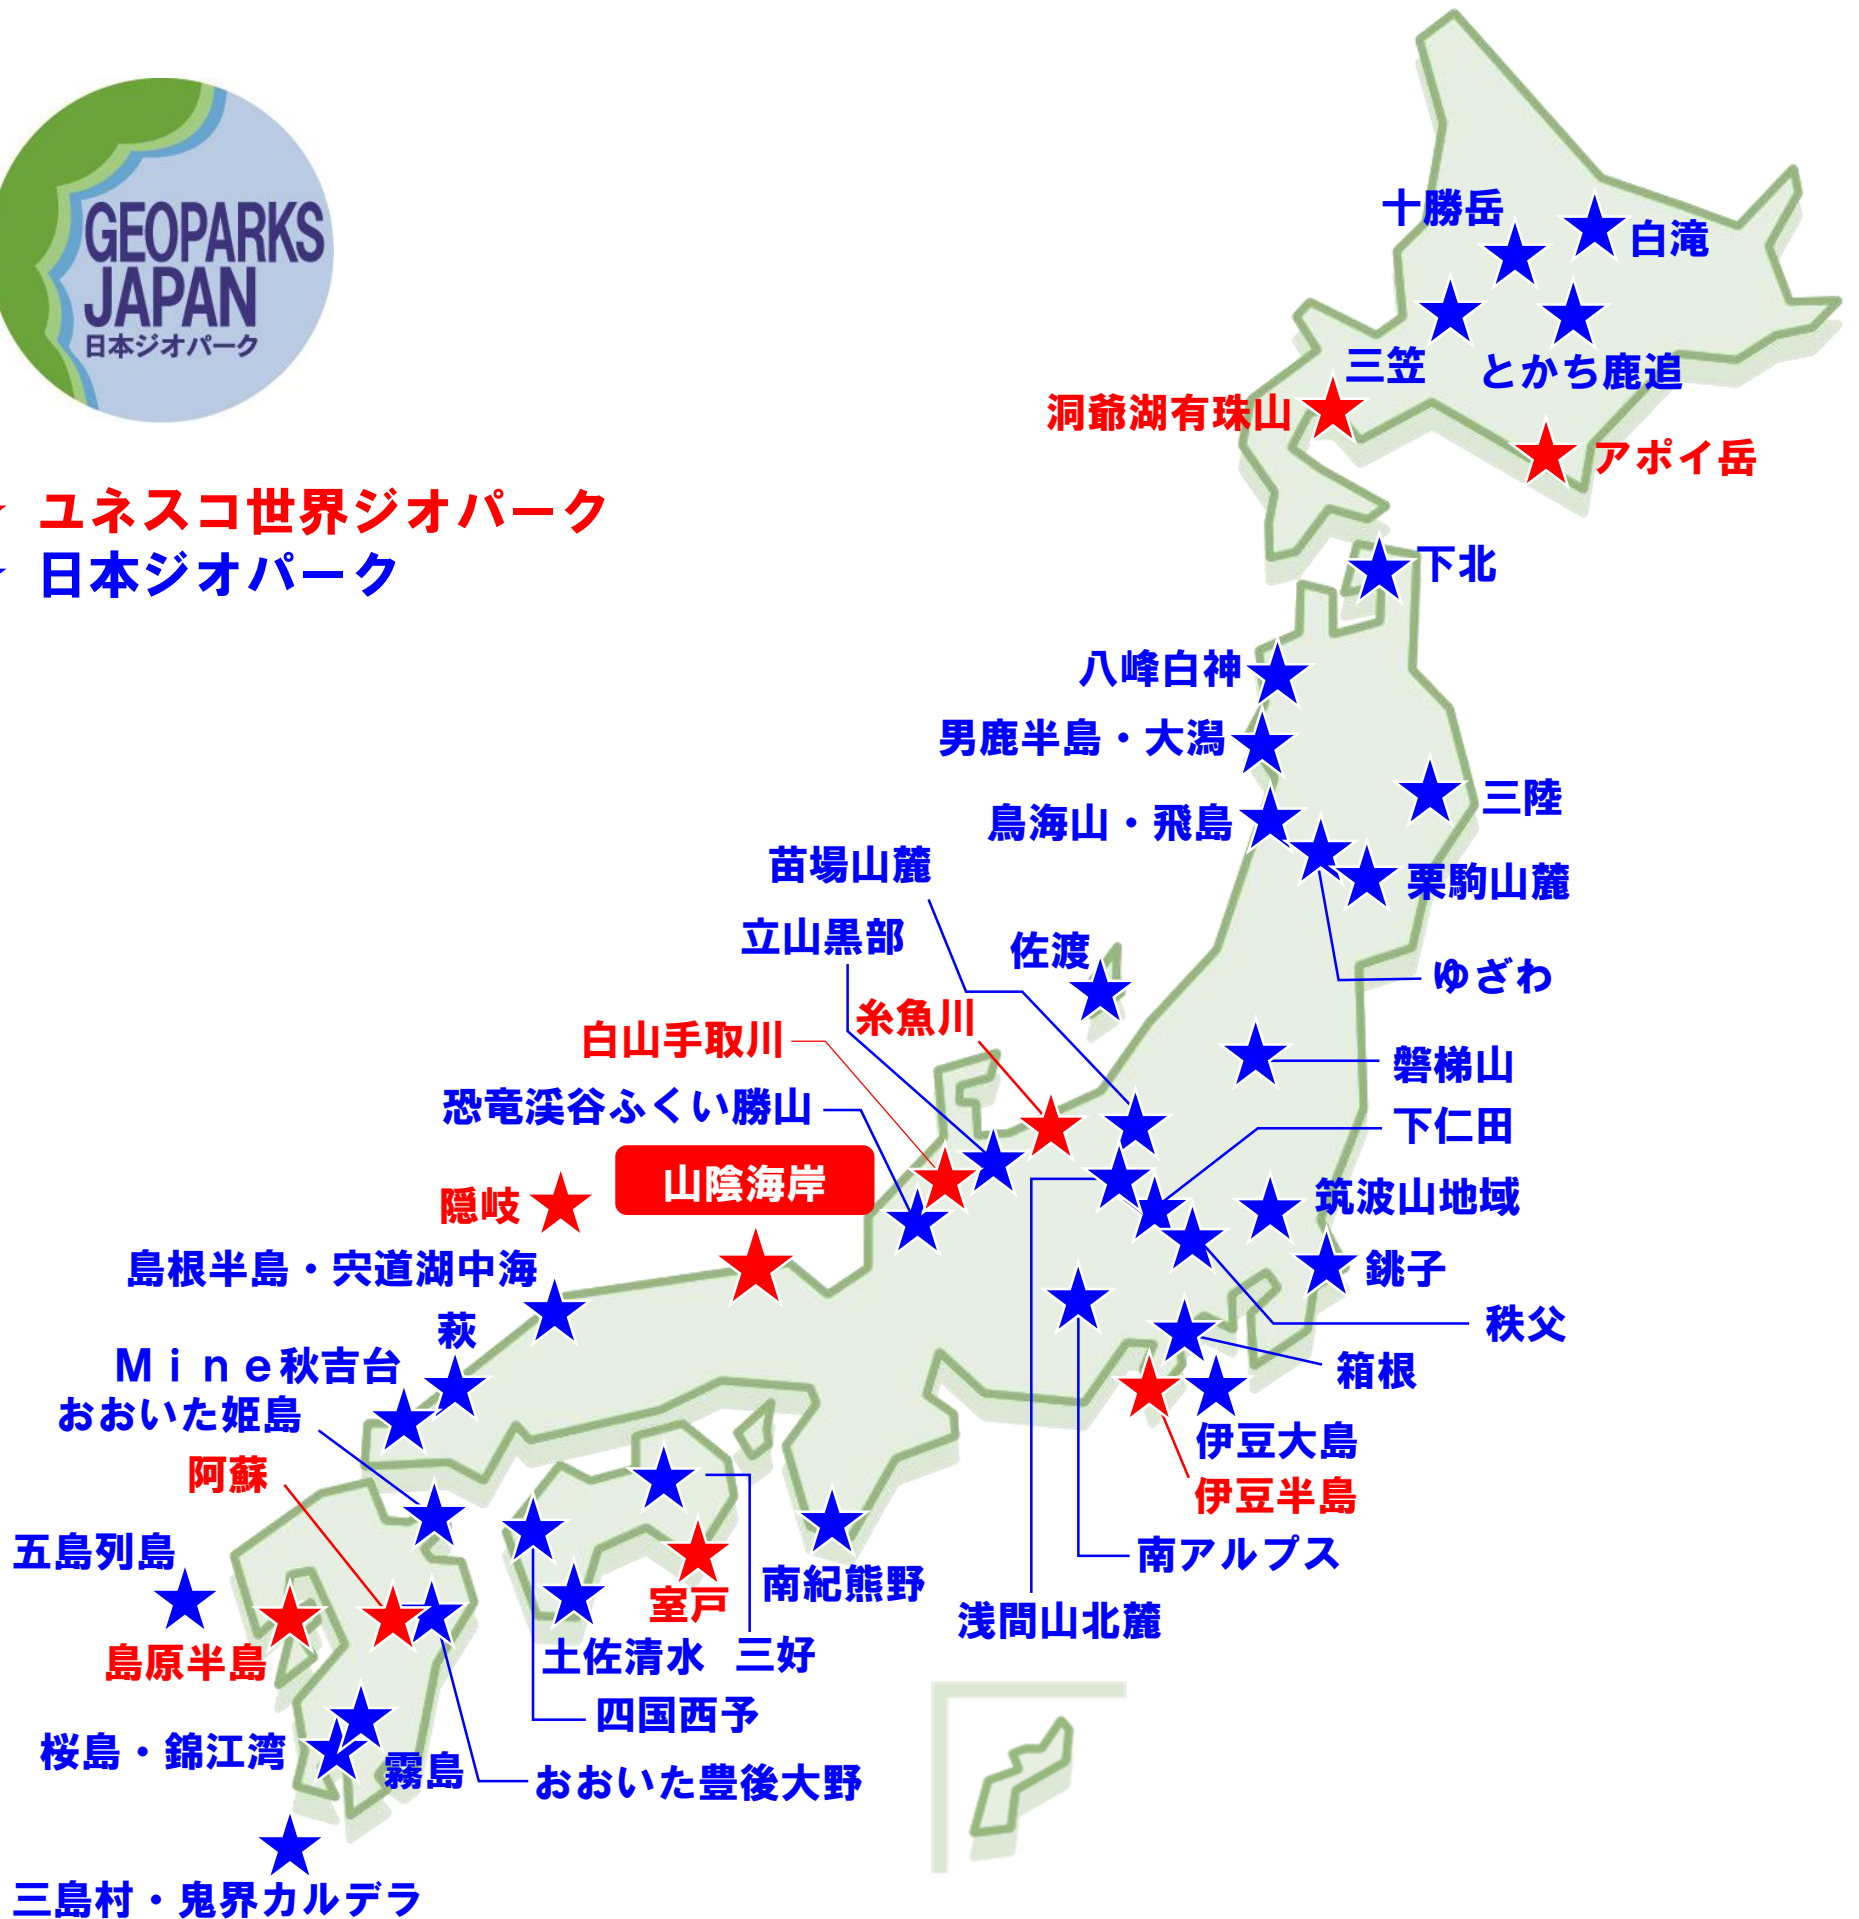 GEOPARKS
JAPAN
日本ジオパーク
ユネスコ世界ジオパーク
日本ジオパーク
十勝岳
白滝
三笠
とかち鹿追
洞爺湖有珠山
アポイ岳
下北
八峰白神
男鹿半島・大潟
三陸
鳥海山・飛島
苗場山麓
栗駒山麓
立山黒部
佐渡
ゆざわ
糸魚川
白山手取川
磐梯山
恐竜渓谷ふくい勝山
下仁田
山陰海岸
隠岐
筑波山地域
島根半島・宍道湖中海
銚子
萩
秩父
Ｍｉｎｅ秋吉台
箱根
おおいた姫島
伊豆大島
阿蘇
伊豆半島
五島列島
南アルプス
南紀熊野
室戸
浅間山北麓
島原半島
土佐清水
三好
四国西予
桜島・錦江湾
霧島
おおいた豊後大野
三島村・鬼界カルデラ